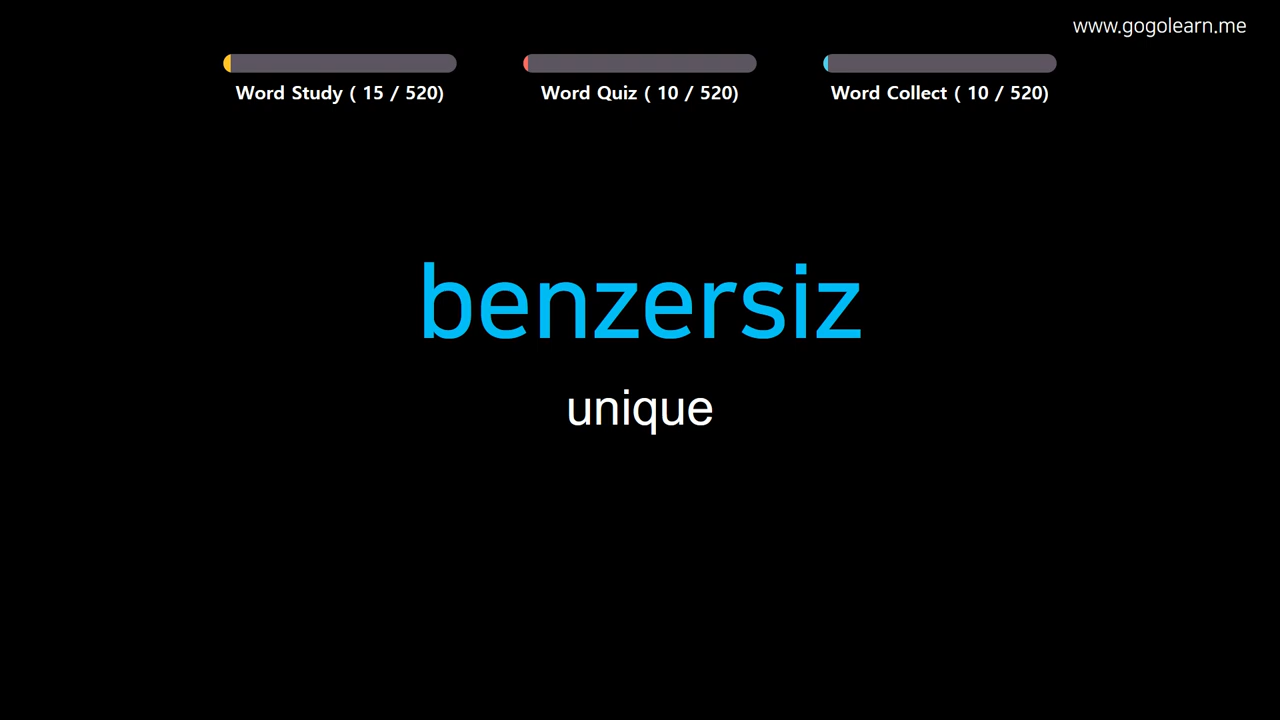 www.gogolearn.me
Word Study ( 15 / 520)
Word Quiz ( 10 / 520)
Word Collect ( 10 / 520)
benzersiz
unique